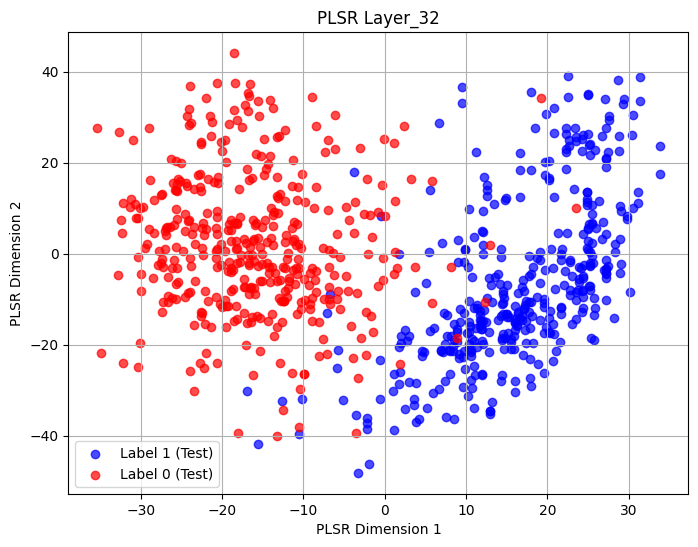 PLSR Layer_32
PLSR Dimension 2
40
20
0
−20
−40
Label 1 (Test)
Label 0 (Test)
−30 −20 −10 0 10 20 30
PLSR Dimension 1